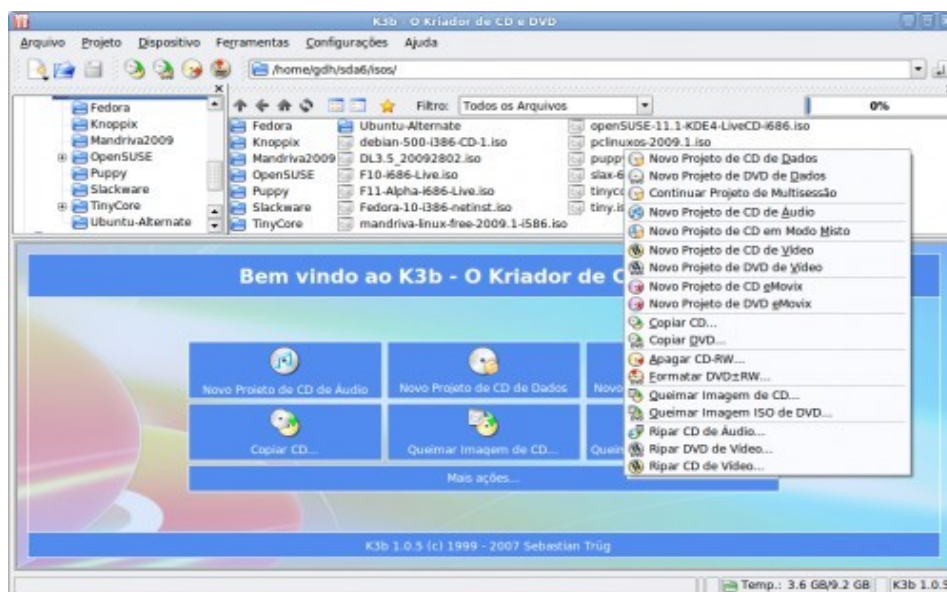 K3b - O Kriador de CD e DVD
Arquivo Projeto Dispositivo Ferramentas Configurações Ajuda
/home/gdh/sda6/isos/
Filtro: Todos os Arquivos
0%
Fedora
Knoppix
Mandriva2009
OpenSUSE
Puppy
Slackware
TinyCore
Ubuntu-Alternate
Fedora
Knoppix
Mandriva2009
OpenSUSE
Puppy
Slackware
TinyCore
Ubuntu-Alternate
debian-500-i386-CD-1.iso
DL3.5_20092802.iso
F10-i686-Live.iso
F11-Alpha-i686-Live.iso
Fedora-10-i386-netinst.iso
mandriva-linux-free-2009.1-i586.iso
openSUSE-11.1-KDE4-LiveCD-i686.iso
pclinuxos-2009.1.iso
Novo Projeto de CD de Dados
Novo Projeto de DVD de Dados
Continuar Projeto de Multisessão
Novo Projeto de CD de Áudio
Novo Projeto de CD em Modo Misto
Novo Projeto de CD de Vídeo
Novo Projeto de DVD de Vídeo
Novo Projeto de CD eMovix
Novo Projeto de DVD eMovix
Copiar CD...
Copiar DVD...
Apagar CD-RW...
Formatar DVD±RW...
Queimar Imagem de CD...
Queimar Imagem ISO de DVD...
Ripar CD de Áudio...
Ripar DVD de Vídeo...
Ripar CD de Vídeo...
Bem vindo ao K3b - O Kriador de
Novo Projeto de CD de Áudio
Novo Projeto de CD de Dados
Copiar CD...
Queimar Imagem de CD...
Mais ações...
K3b 1.0.5 (c) 1999 - 2007 Sebastian Trüg
Temp.: 3.6 GB/9.2 GB
K3b 1.0.5